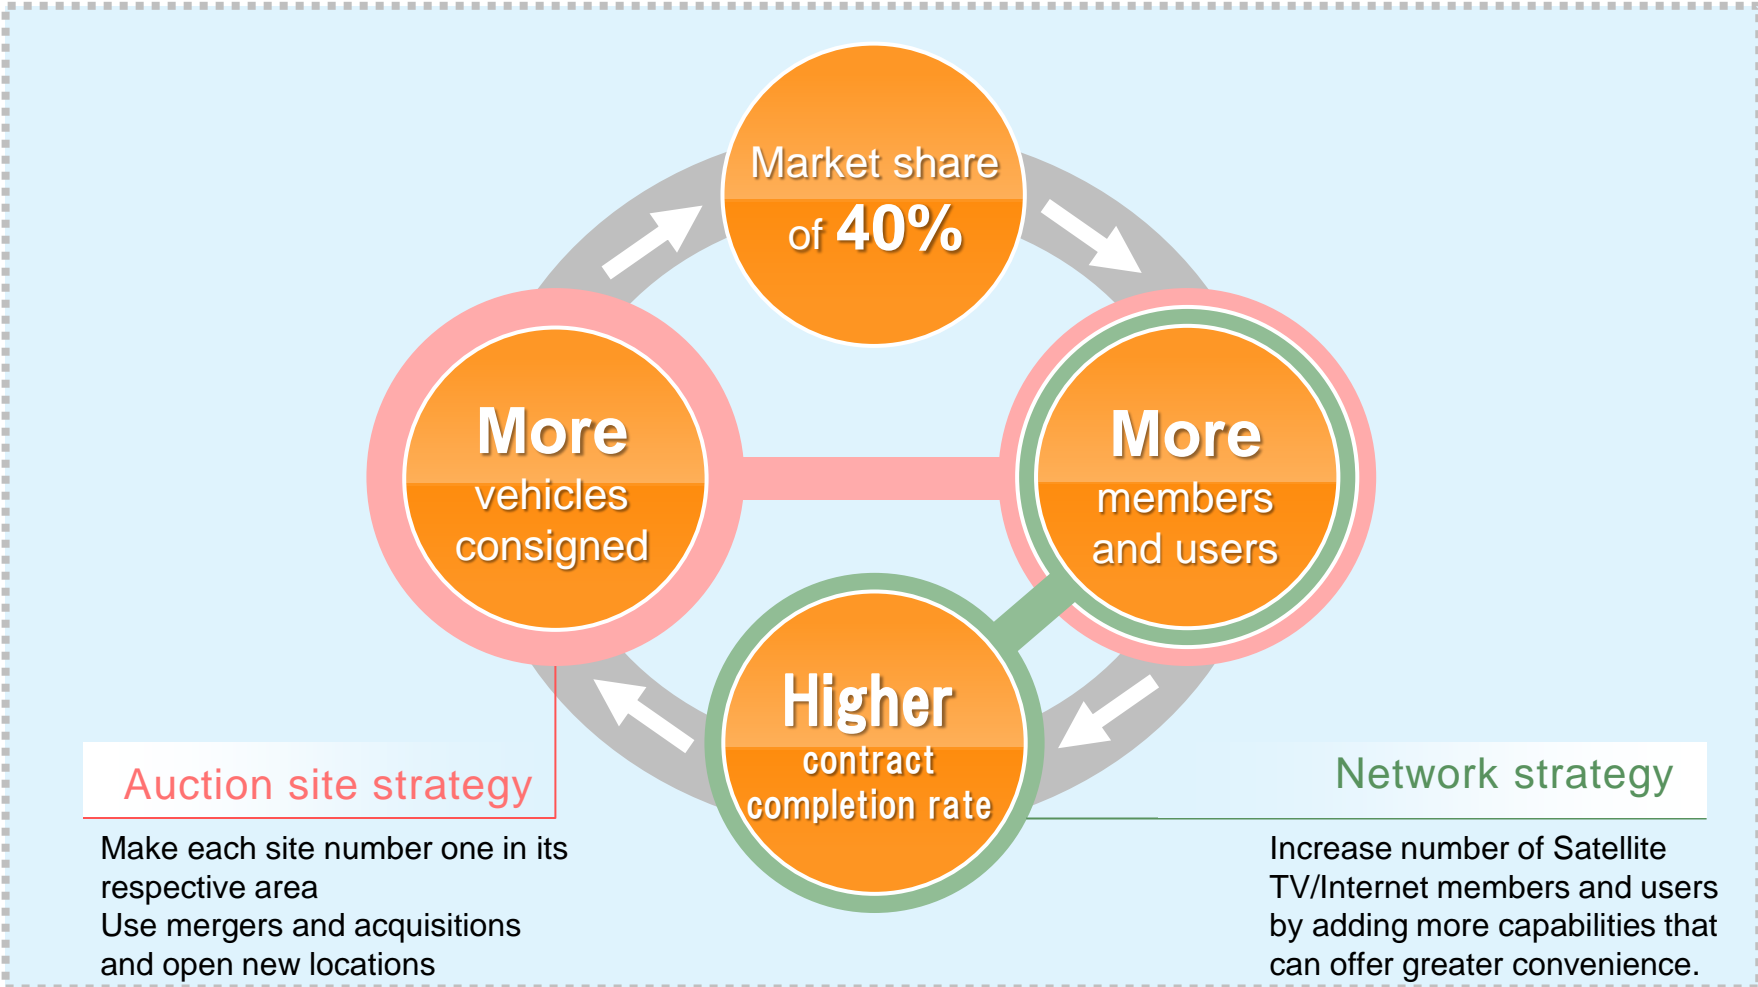 Market share
of 40%
More
vehicles
consigned
More
members
and users
Higher
contract
completion rate
Auction site strategy
Make each site number one in its
respective area
Use mergers and acquisitions
and open new locations
Network strategy
Increase number of Satellite
TV/Internet members and users
by adding more capabilities that
can offer greater convenience.